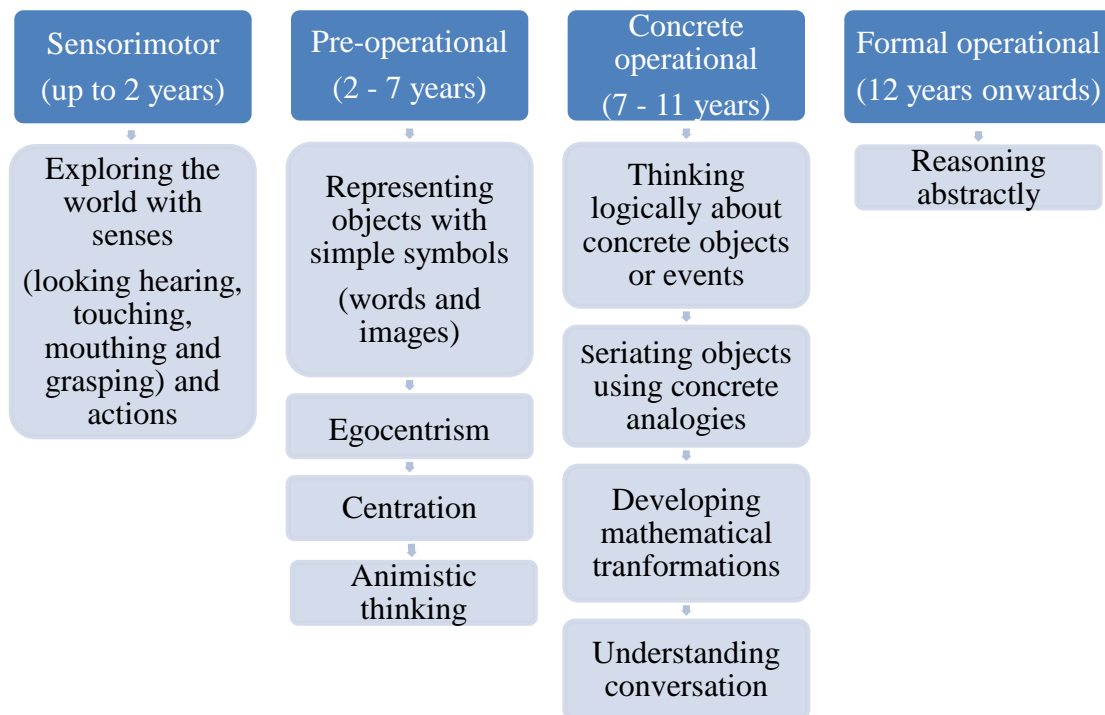 Sensorimotor
(up to 2 years)
Exploring the
world with
senses
(looking hearing,
touching,
mouthing and
grasping) and
actions
Pre-operational
(2 - 7 years)
Representing
objects with
simple symbols
(words and
images)
Egocentrism
Centration
Animistic
thinking
Concrete
operational
(7 - 11 years)
Thinking
logically about
concrete objects
or events
Seriating objects
using concrete
analogies
Developing
mathematical
tranformations
Understanding
conversation
Formal operational
(12 years onwards)
Reasoning
abstractly